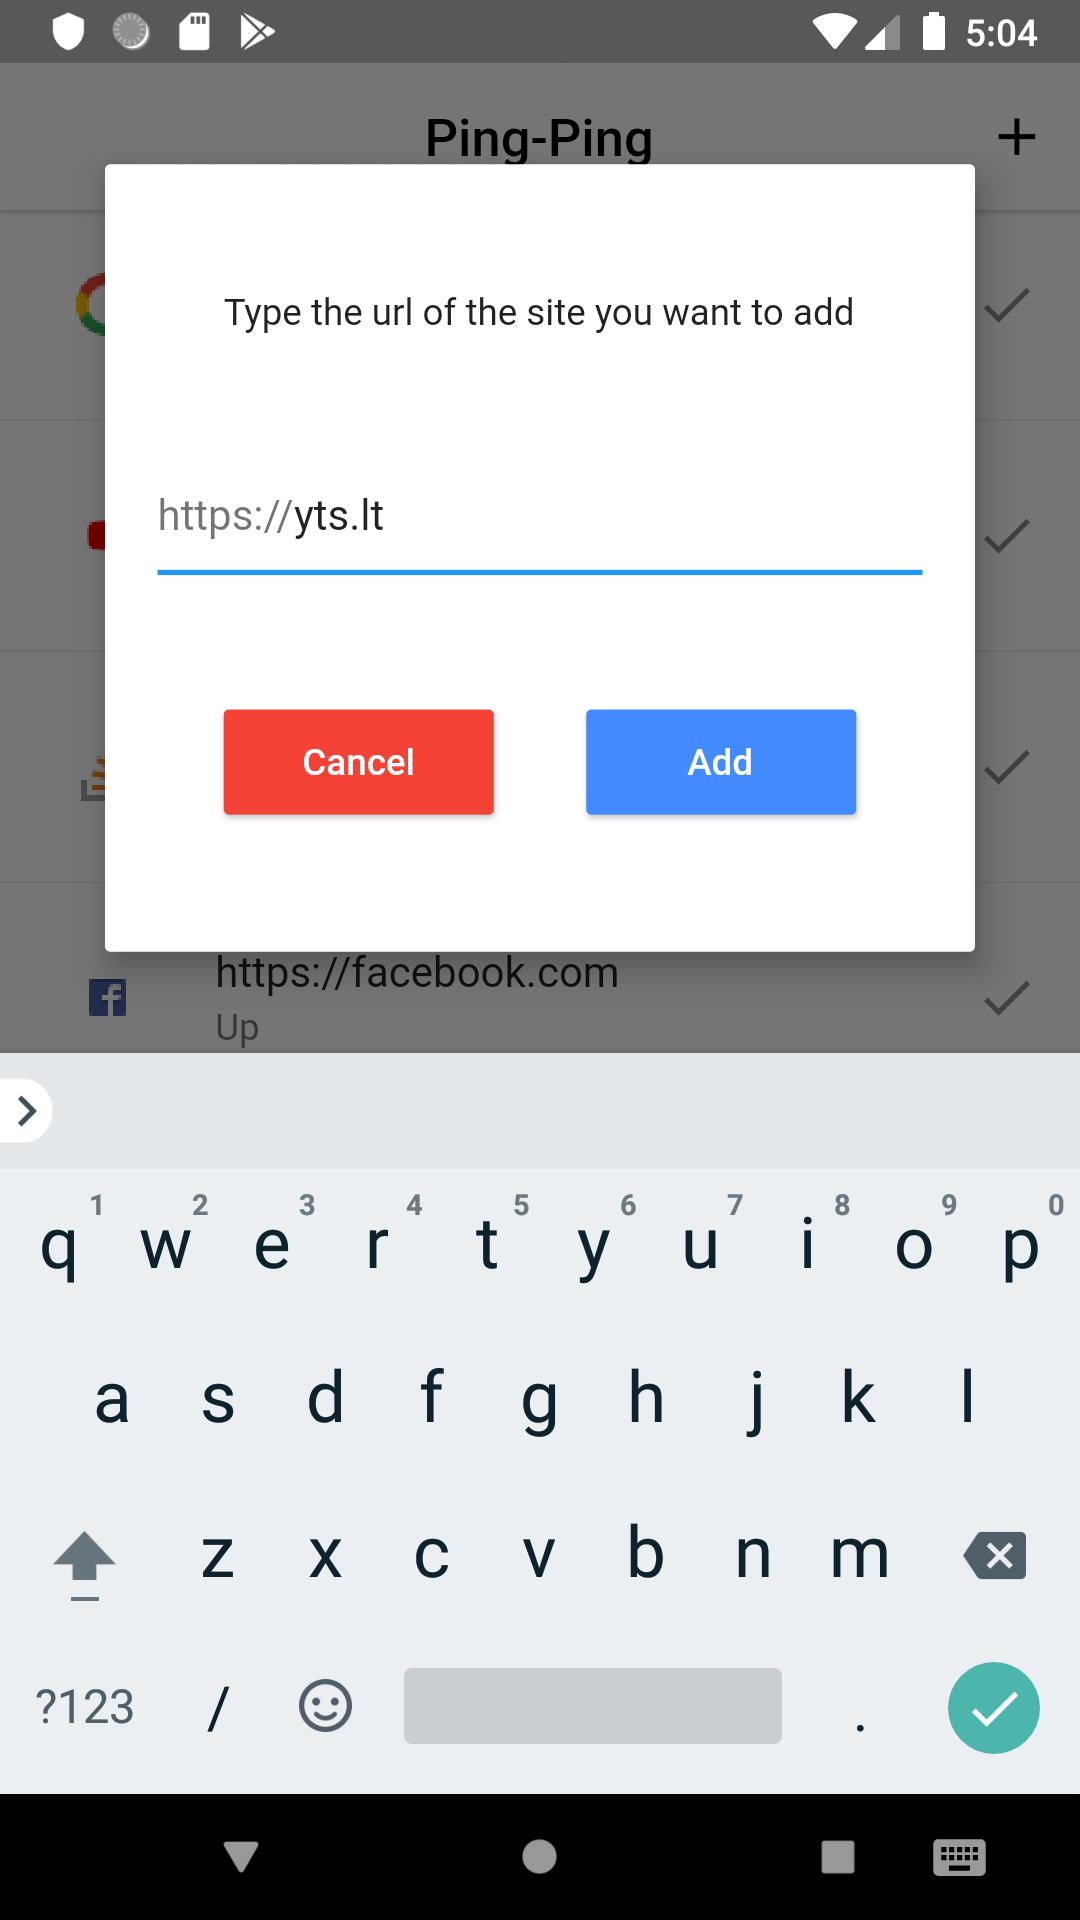 5:04
Ping-Ping
Type the url of the site you want to add
https://yts.lt
Cancel Add
https://facebook.com
Up
1 2 3 4 5 6 7 8 9 0
q w e r t y u i o p
a s d f g h j k l
z x c v b n m
?123 / .